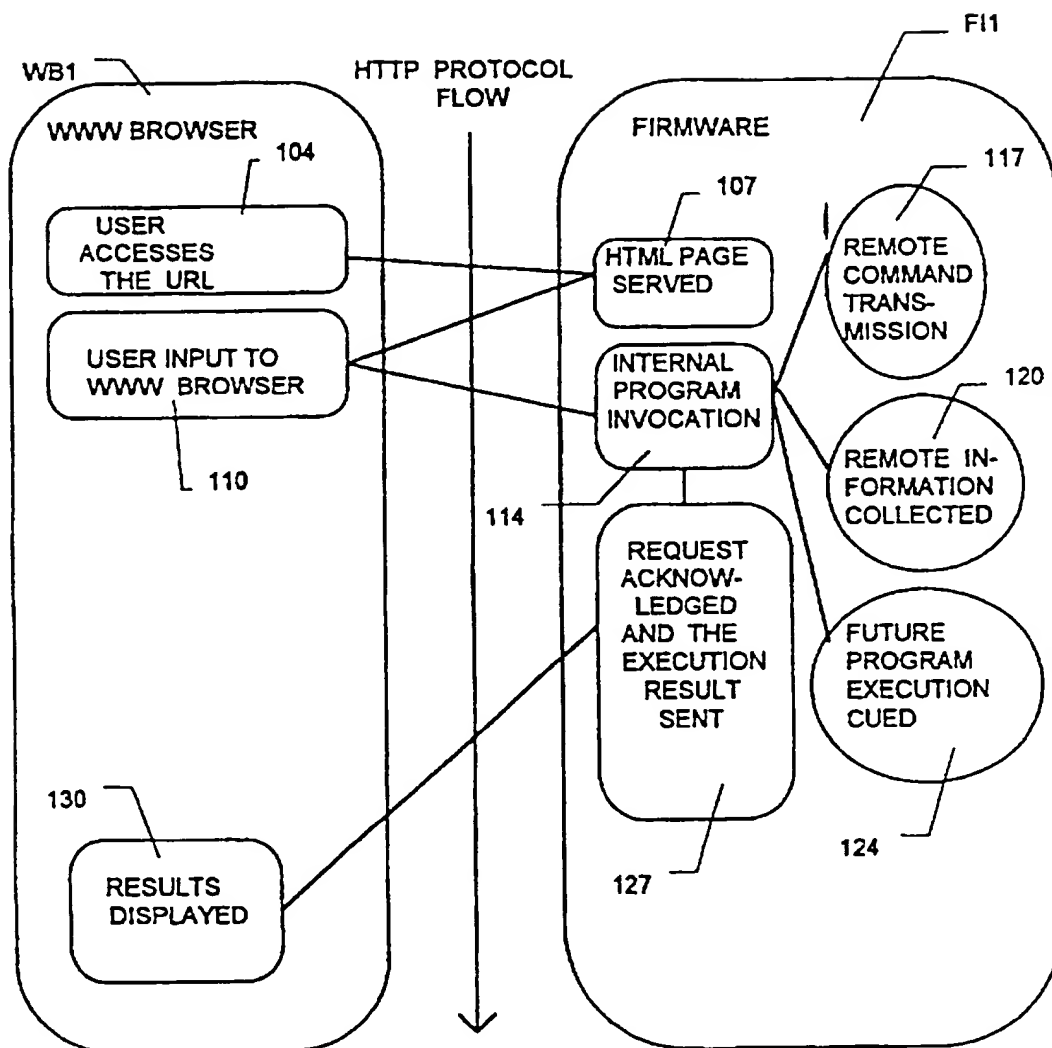 FI1
WB1
HTTP PROTOCOL
FLOW
WWW BROWSER
FIRMWARE
104
117
107
USER
ACCESSES
THE URL
HTML PAGE
SERVED
REMOTE
COMMAND
TRANS-
MISSION
USER INPUT TO
WWW BROWSER
INTERNAL
PROGRAM
INVOCATION
120
110
REMOTE IN-
FORMATION
COLLECTED
114
REQUEST
ACKNOW-
LEDGED
AND THE
EXECUTION
RESULT
SENT
FUTURE
PROGRAM
EXECUTION
CUED
130
124
127
RESULTS
DISPLAYED